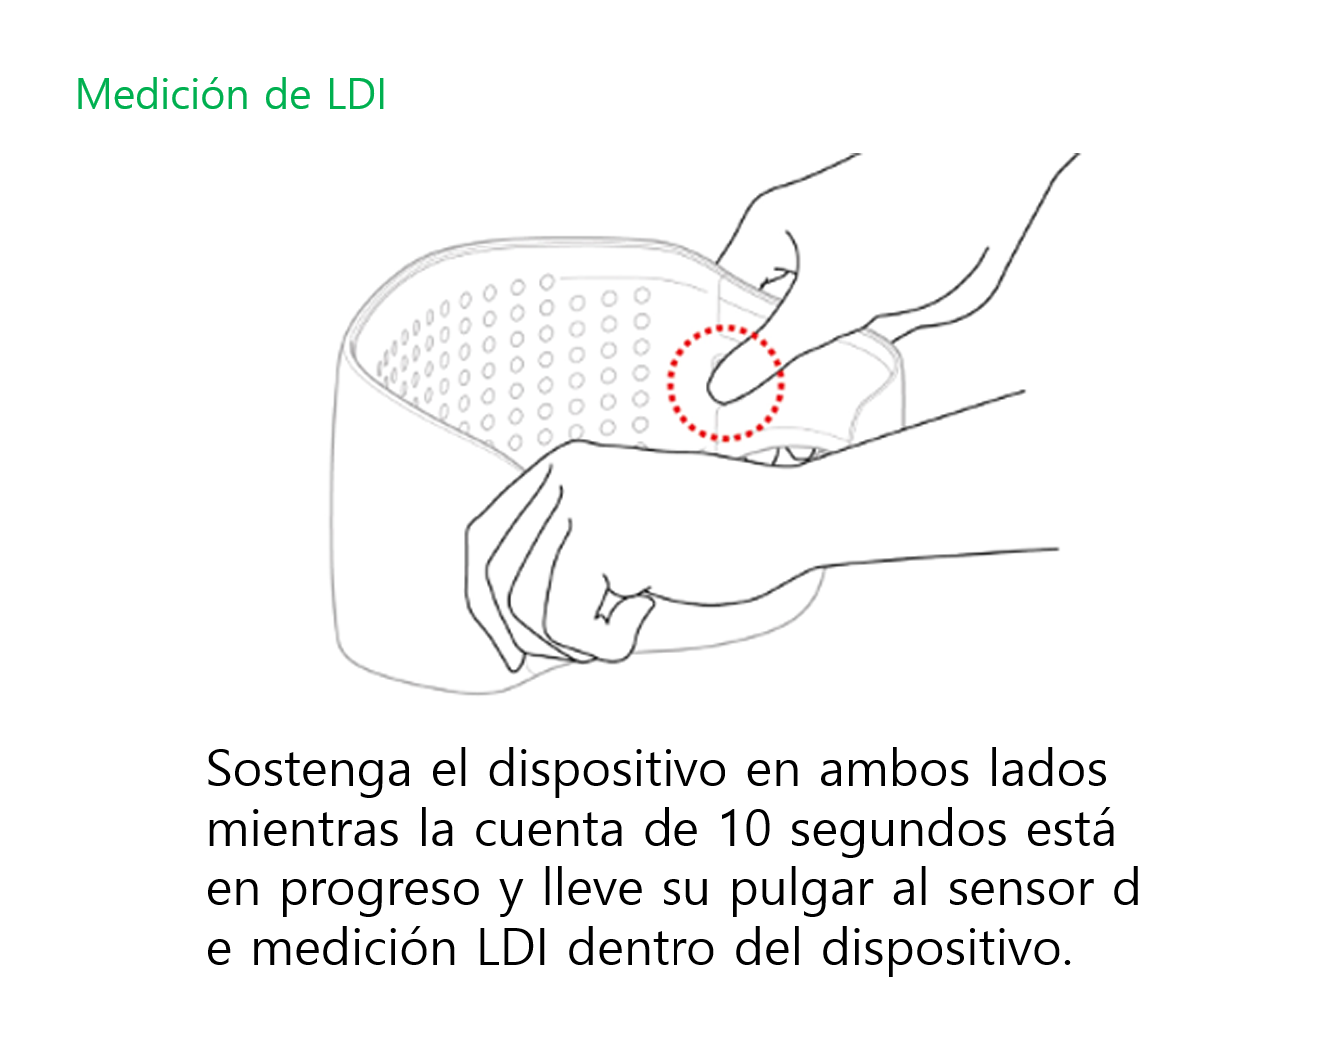 Medición de LDI
Sostenga el dispositivo en ambos lados
mientras la cuenta de 10 segundos está
en progreso y lleve su pulgar al sensor d
e medición LDI dentro del dispositivo.